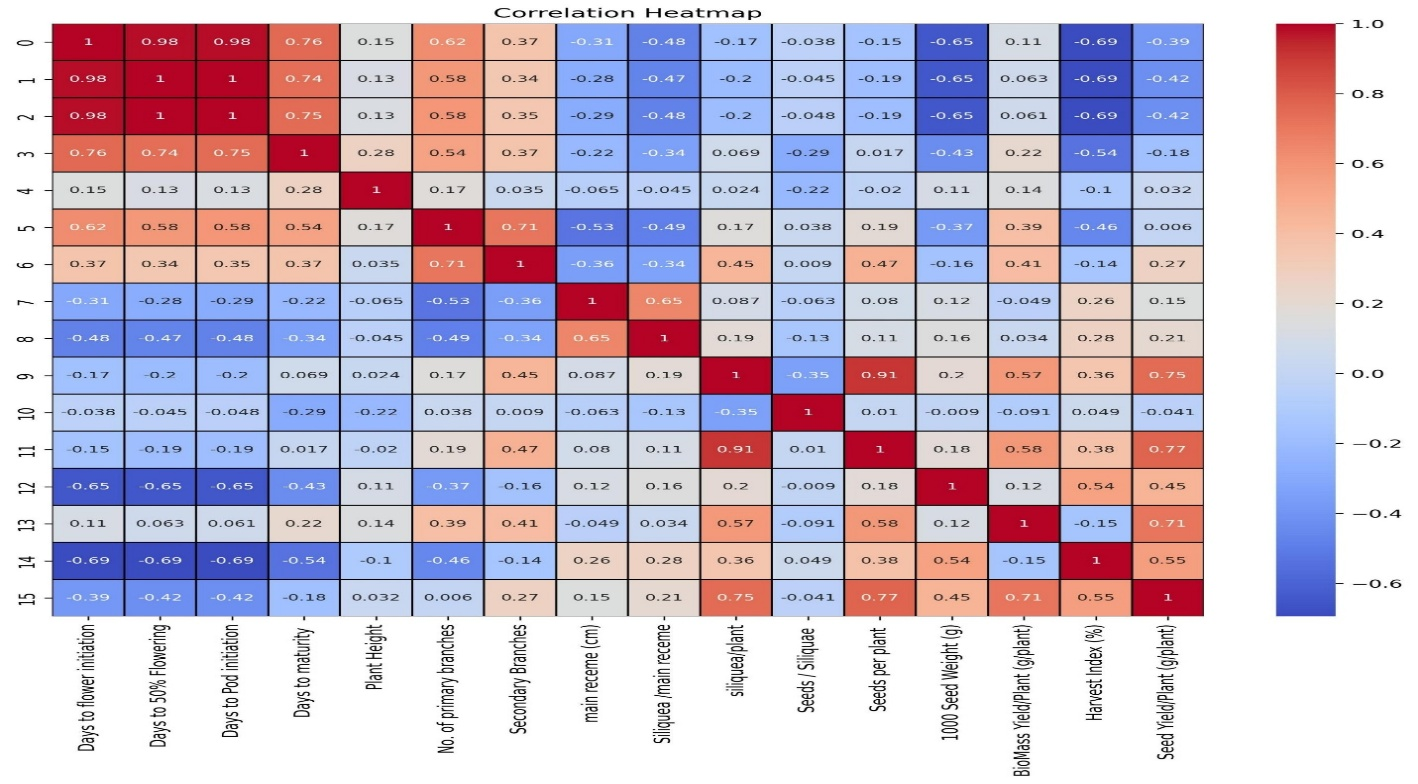 Correlation Heatmap
0 1 0.98 0.98 0.76 0.15 0.62 0.37 -0.31 -0.48 -0.17 -0.038 -0.15 -0.65 0.11 -0.69 -0.39
1 0.98 1 1 0.74 0.13 0.58 0.34 -0.28 -0.47 -0.2 -0.045 -0.19 -0.65 0.063 -0.69 -0.42
2 0.98 1 1 0.75 0.13 0.58 0.35 -0.29 -0.48 -0.2 -0.048 -0.19 -0.65 0.061 -0.69 -0.42
3 0.76 0.74 0.75 1 0.28 0.54 0.37 -0.22 -0.34 0.069 -0.29 0.017 -0.43 0.22 -0.54 -0.18
4 0.15 0.13 0.13 0.28 1 0.17 0.035 -0.065 -0.045 0.024 -0.22 -0.02 0.11 0.14 -0.1 0.032
5 0.62 0.58 0.58 0.54 0.17 1 0.71 -0.53 -0.49 0.17 0.038 0.19 -0.37 0.39 -0.46 0.006
6 0.37 0.34 0.35 0.37 0.035 0.71 1 -0.36 -0.34 0.45 0.009 0.47 -0.16 0.41 -0.14 0.27
7 -0.31 -0.28 -0.29 -0.22 -0.065 -0.53 -0.36 1 0.65 0.087 -0.063 0.08 0.12 -0.049 0.26 0.15
8 -0.48 -0.47 -0.48 -0.34 -0.045 -0.49 -0.34 0.65 1 0.19 -0.13 0.11 0.16 0.034 0.28 0.21
9 -0.17 -0.2 -0.2 0.069 0.024 0.17 0.45 0.087 0.19 1 -0.35 0.91 0.2 0.57 0.36 0.75
10 -0.038 -0.045 -0.048 -0.29 -0.22 0.038 0.009 -0.063 -0.13 -0.35 1 0.01 -0.009 -0.091 0.049 -0.041
11 -0.15 -0.19 -0.19 0.017 -0.02 0.19 0.47 0.08 0.11 0.91 0.01 1 0.18 0.58 0.38 0.77
12 -0.65 -0.65 -0.65 -0.43 0.11 -0.37 -0.16 0.12 0.16 0.2 -0.009 0.18 1 0.12 0.54 0.45
13 0.11 0.063 0.061 0.22 0.14 0.39 0.41 -0.049 0.034 0.57 -0.091 0.58 0.12 1 -0.15 0.71
14 -0.69 -0.69 -0.69 -0.54 -0.1 -0.46 -0.14 0.26 0.28 0.36 0.049 0.38 0.54 -0.15 1 0.55
15 -0.39 -0.42 -0.42 -0.18 0.032 0.006 0.27 0.15 0.21 0.75 -0.041 0.77 0.45 0.71 0.55 1
Days to flower initiation
Days to 50% Flowering
Days to Pod initiation
Days to maturity
Plant Height
No. of primary branches
Secondary Branches
main receme (cm)
Siliquea /main receme
siliquea/plant
Seeds / Siliquae
Seeds per plant
1000 Seed Weight (g)
BioMass Yield/Plant (g/plant)
Harvest Index (%)
Seed Yield/Plant (g/plant)
1.0
0.8
0.6
0.4
0.2
0.0
−0.2
−0.4
−0.6